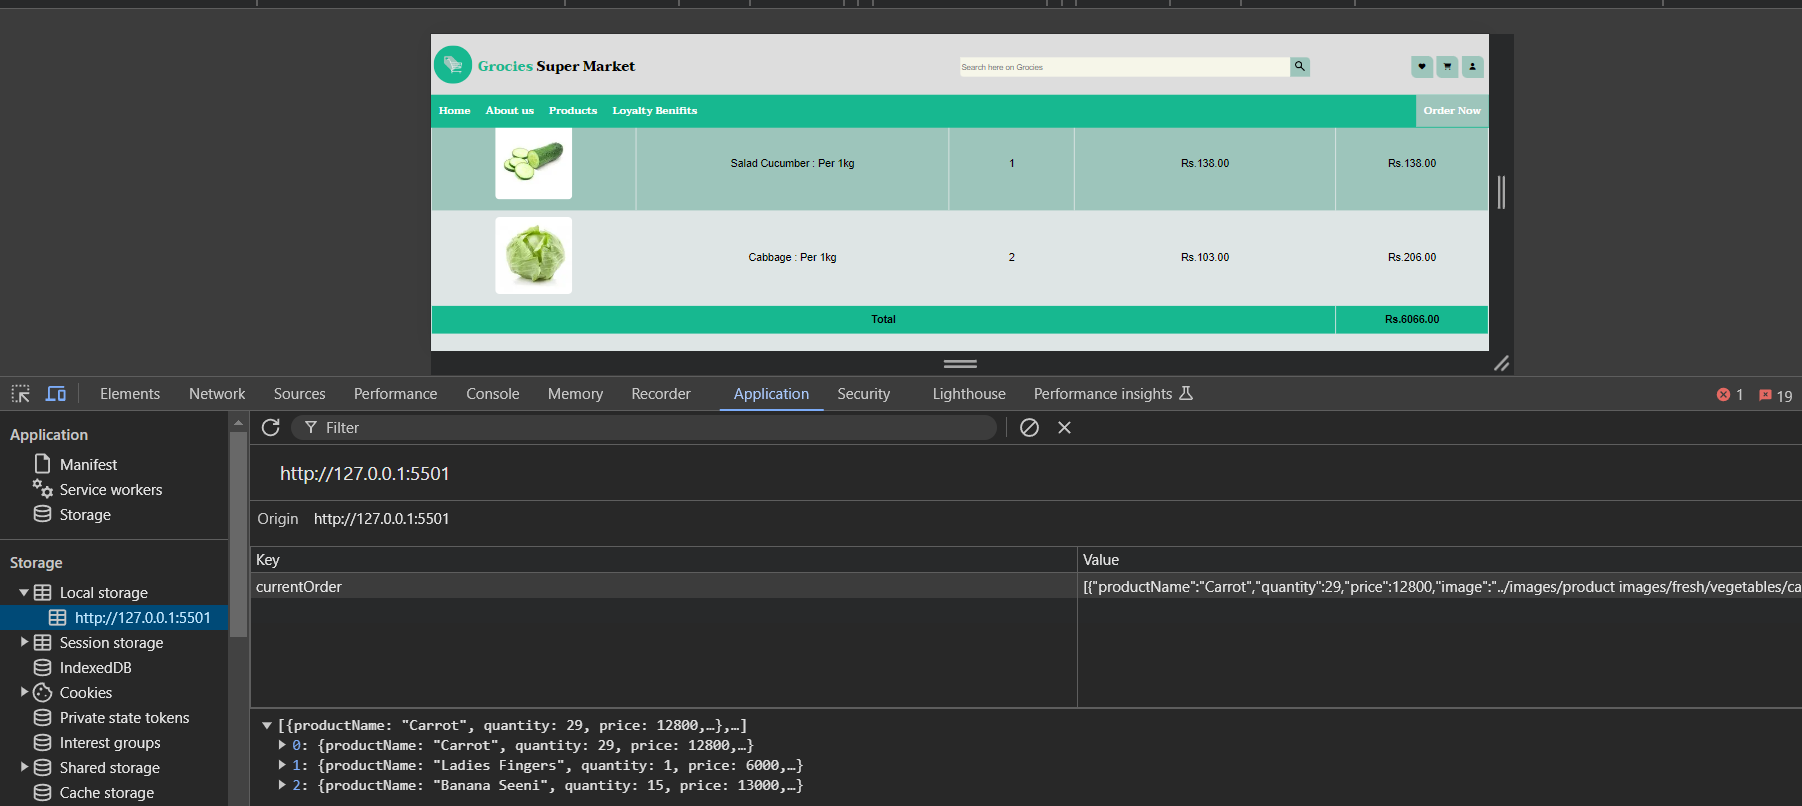 Grocies Super Market
Search here on Grocies
Home About us Products Loyalty Benifits Order Now
Salad Cucumber : Per 1kg 1 Rs.138.00 Rs.138.00
Cabbage : Per 1kg 2 Rs.103.00 Rs.206.00
Total Rs.6066.00
Elements Network Sources Performance Console Memory Recorder Application Security Lighthouse Performance insights 1 19
Application
Manifest
Service workers
Storage
Storage
Local storage
http://127.0.0.1:5501
Session storage
IndexedDB
Cookies
Private state tokens
Interest groups
Shared storage
Cache storage
Filter
http://127.0.0.1:5501
Origin http://127.0.0.1:5501
Key Value
currentOrder [{"productName":"Carrot","quantity":29,"price":12800,"image":"../images/product images/fresh/vegetables/ca
[{productName: "Carrot", quantity: 29, price: 12800,…},…]
0: {productName: "Carrot", quantity: 29, price: 12800,…}
1: {productName: "Ladies Fingers", quantity: 1, price: 6000,…}
2: {productName: "Banana Seeni", quantity: 15, price: 13000,…}